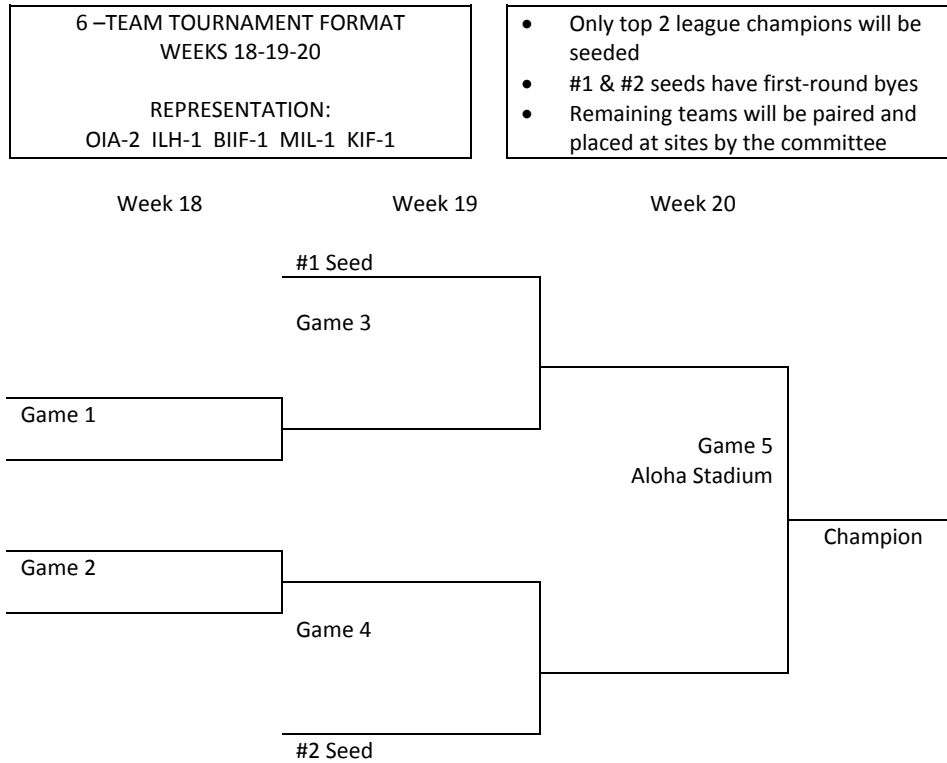 6 –TEAM TOURNAMENT FORMAT
WEEKS 18-19-20
REPRESENTATION:
OIA-2 ILH-1 BIIF-1 MIL-1 KIF-1
• Only top 2 league champions will be
seeded
• #1 & #2 seeds have first-round byes
• Remaining teams will be paired and
placed at sites by the committee
Week 18 Week 19 Week 20
#1 Seed
Game 3
Game 1
Game 5
Aloha Stadium
Champion
Game 2
Game 4
#2 Seed